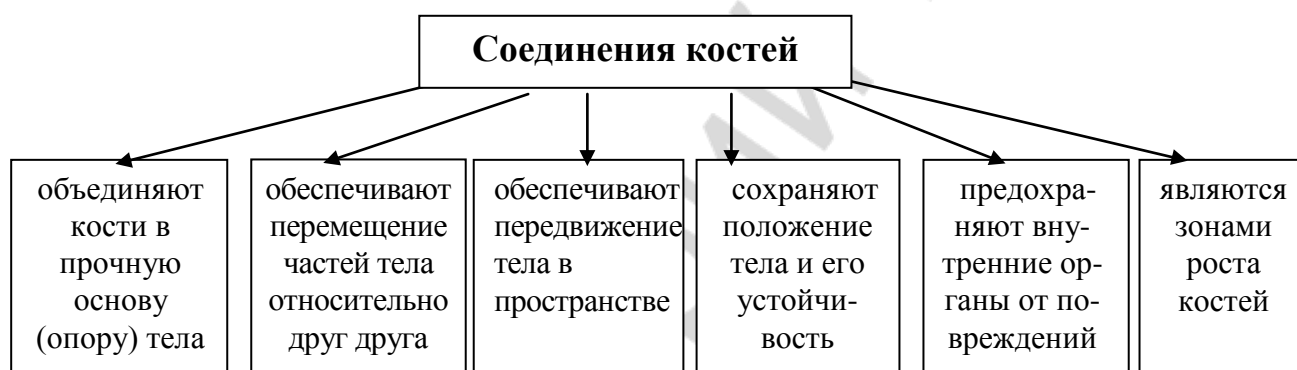 Соединения костей
объединяют
кости в
прочную
основу
(опору) тела
обеспечивают
перемещение
частей тела
относительно
друг друга
обеспечивают
передвижение
тела в
пространстве
сохраняют
положение
тела и его
устойчи-
вость
предохра-
няют вну-
тренние ор-
ганы от по-
вреждений
являются
зонами
роста
костей